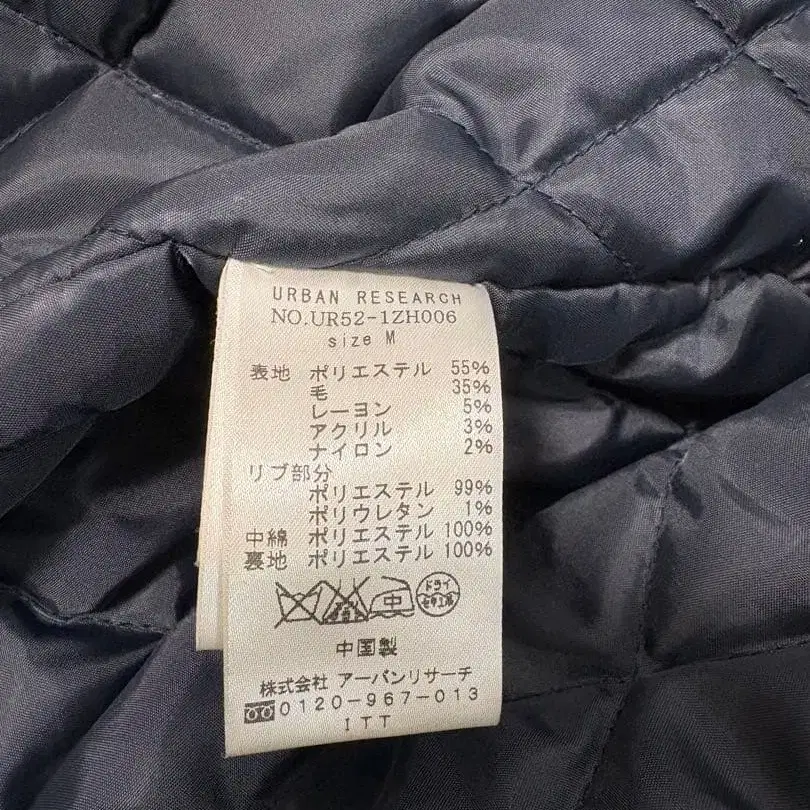 URBAN RESEARCH
NO.UR52-1ZH006
size M
表地 ポリエステル 55%
毛 35%
レーヨン 5%
アクリル 3%
ナイロン 2%
リブ部分
ポリエステル 99%
ポリウレタン 1%
中綿 ポリエステル 100%
裏地 ポリエステル 100%
中
ドライ
中国製
株式会社 アーバンリサーチ
0120-967-013
ITT